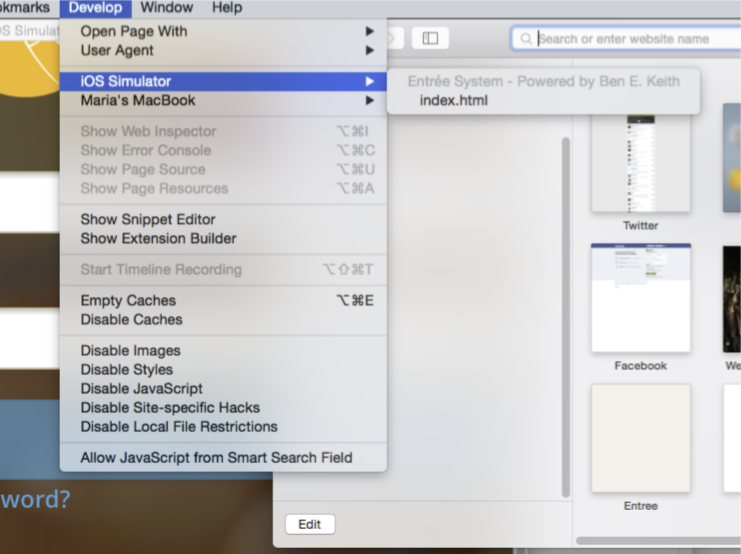 okmarks Develop Window Help
OS Simulat
Search or enter website name
Open Page With
User Agent
iOS Simulator
Entrée System - Powered by Ben E. Keith
Maria's MacBook
index.html
Show Web Inspector ⌥⌘I
Show Error Console ⌥⌘C
Show Page Source ⌥⌘U
Show Page Resources ⌥⌘A
Show Snippet Editor
Show Extension Builder
Start Timeline Recording ⌥⇧⌘T
Empty Caches ⌥⌘E
Disable Caches
Disable Images
Disable Styles
Disable JavaScript
Disable Site-specific Hacks
Disable Local File Restrictions
Allow JavaScript from Smart Search Field
Twitter
Facebook
We
Entree
word?
Edit